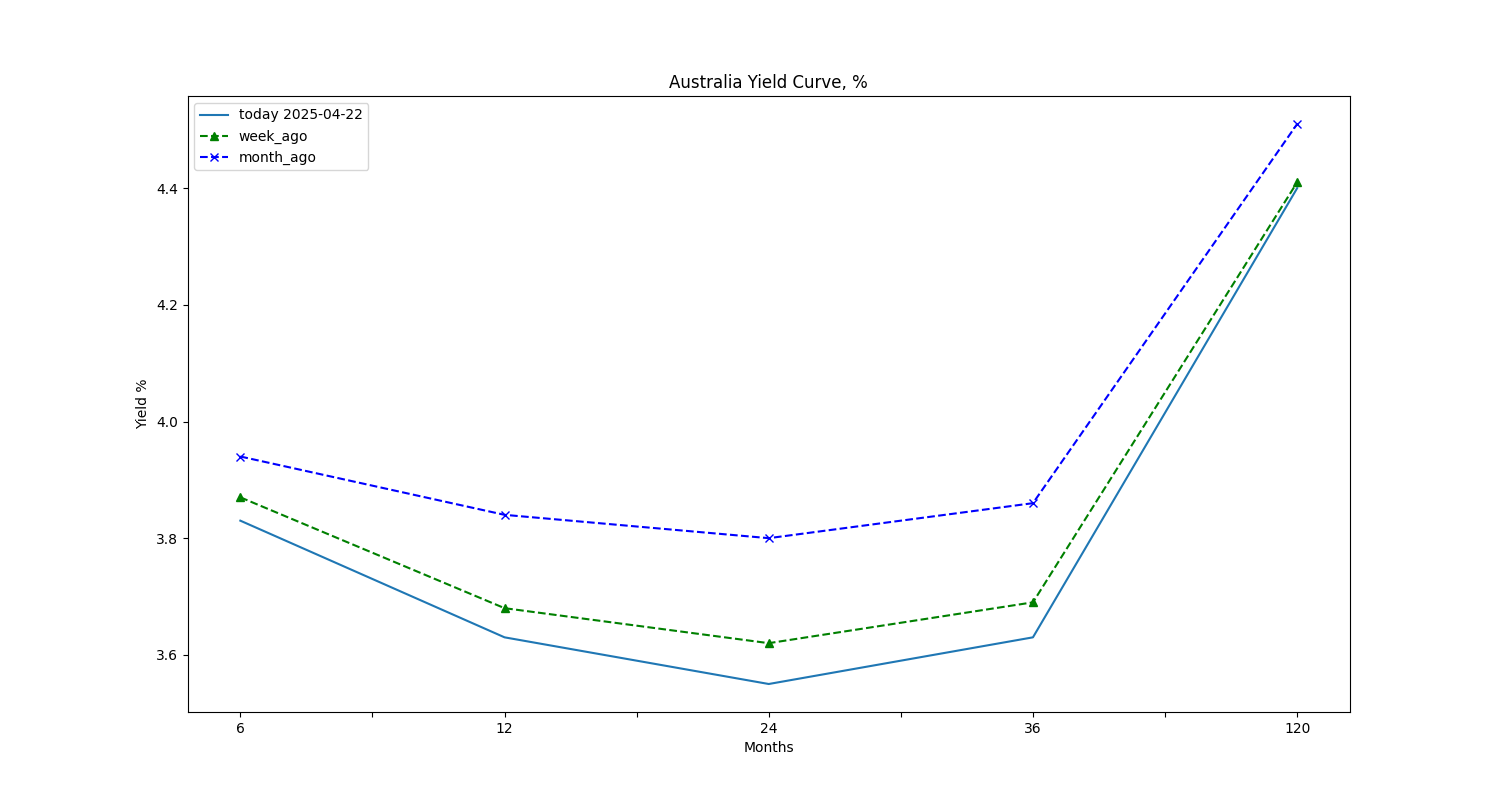 Australia Yield Curve, %
today 2025-04-22
week_ago
month_ago
4.4
4.2
4.0
3.8
3.6
Yield %
6 12 24 36 120
Months